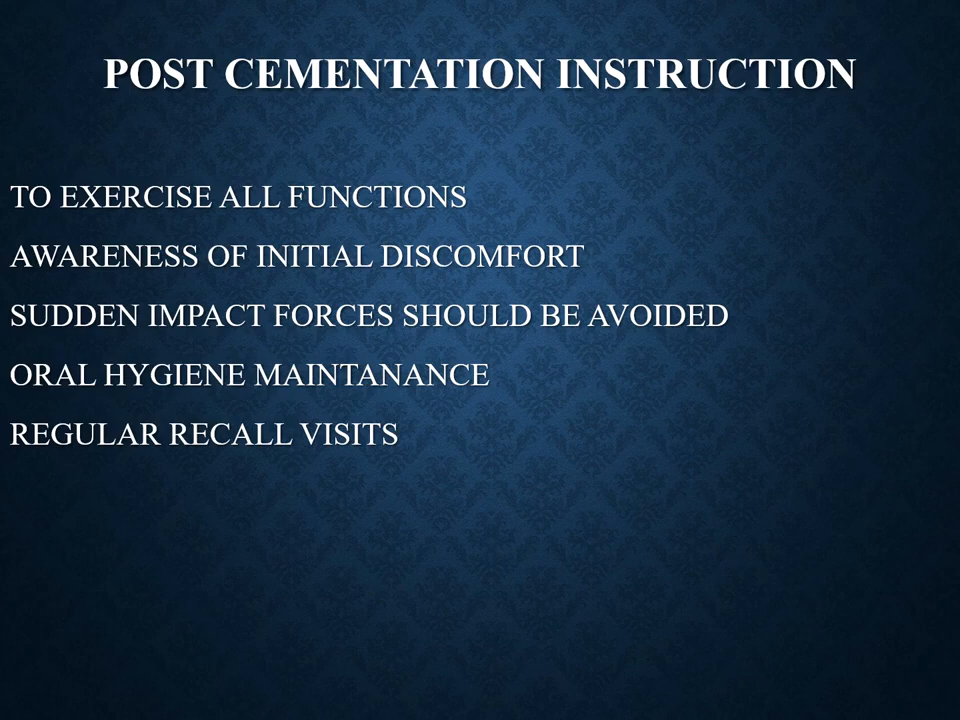 POST CEMENTATION INSTRUCTION
TO EXERCISE ALL FUNCTIONS
AWARENESS OF INITIAL DISCOMFORT
SUDDEN IMPACT FORCES SHOULD BE AVOIDED
ORAL HYGIENE MAINTANANCE
REGULAR RECALL VISITS